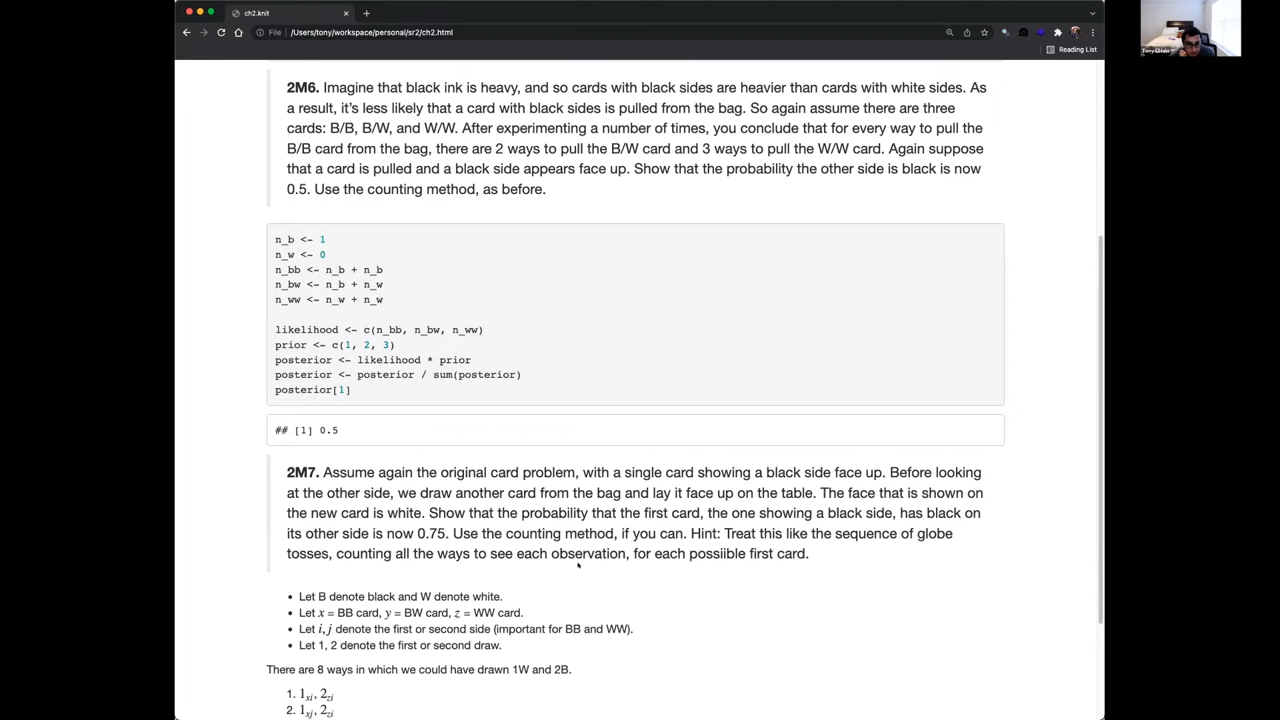 ch2.knit
File | /Users/tony/workspace/personal/sr2/ch2.html
Reading List
2M6. Imagine that black ink is heavy, and so cards with black sides are heavier than cards with white sides. As
a result, it's less likely that a card with black sides is pulled from the bag. So again assume there are three
cards: B/B, B/W, and W/W. After experimenting a number of times, you conclude that for every way to pull the
B/B card from the bag, there are 2 ways to pull the B/W card and 3 ways to pull the W/W card. Again suppose
that a card is pulled and a black side appears face up. Show that the probability the other side is black is now
0.5. Use the counting method, as before.
n_b <- 1
n_w <- 0
n_bb <- n_b + n_b
n_bw <- n_b + n_w
n_ww <- n_w + n_w
likelihood <- c(n_bb, n_bw, n_ww)
prior <- c(1, 2, 3)
posterior <- likelihood * prior
posterior <- posterior / sum(posterior)
posterior[1]
## [1] 0.5
2M7. Assume again the original card problem, with a single card showing a black side face up. Before looking
at the other side, we draw another card from the bag and lay it face up on the table. The face that is shown on
the new card is white. Show that the probability that the first card, the one showing a black side, has black on
its other side is now 0.75. Use the counting method, if you can. Hint: Treat this like the sequence of globe
tosses, counting all the ways to see each observation, for each possiible first card.
• Let B denote black and W denote white.
• Let x = BB card, y = BW card, z = WW card.
• Let i, j denote the first or second side (important for BB and WW).
• Let 1, 2 denote the first or second draw.
There are 8 ways in which we could have drawn 1W and 2B.
1. 1xi, 2zi
2. 1xj, 2zi